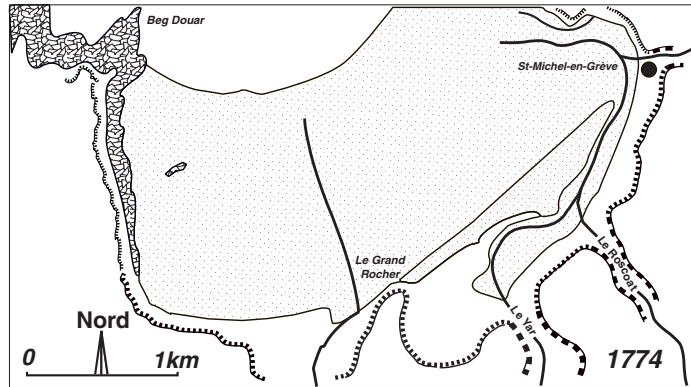 Beg Douar
St-Michel-en-Grève
Le Grand
Rocher
Le Roscoat
Le Yar
Nord
0 1km
1774